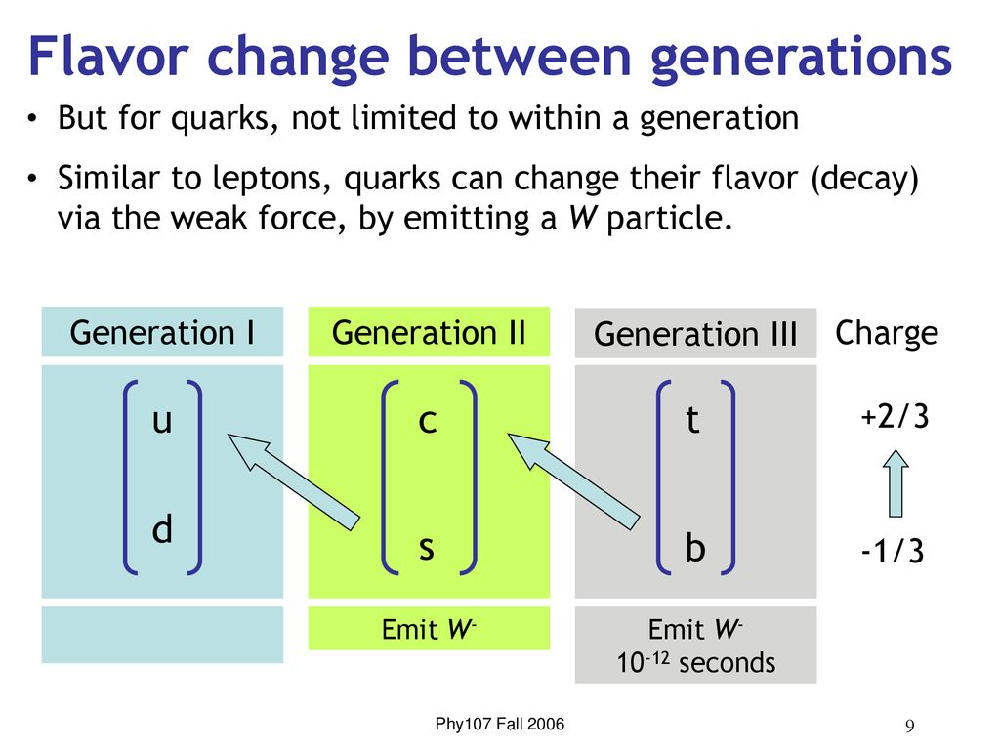 Flavor change between generations
• But for quarks, not limited to within a generation
• Similar to leptons, quarks can change their flavor (decay)
via the weak force, by emitting a W particle.
Generation I Generation II Generation III Charge
u c t +2/3
d s b -1/3
Emit W- Emit W-
10-12 seconds
Phy107 Fall 2006 9